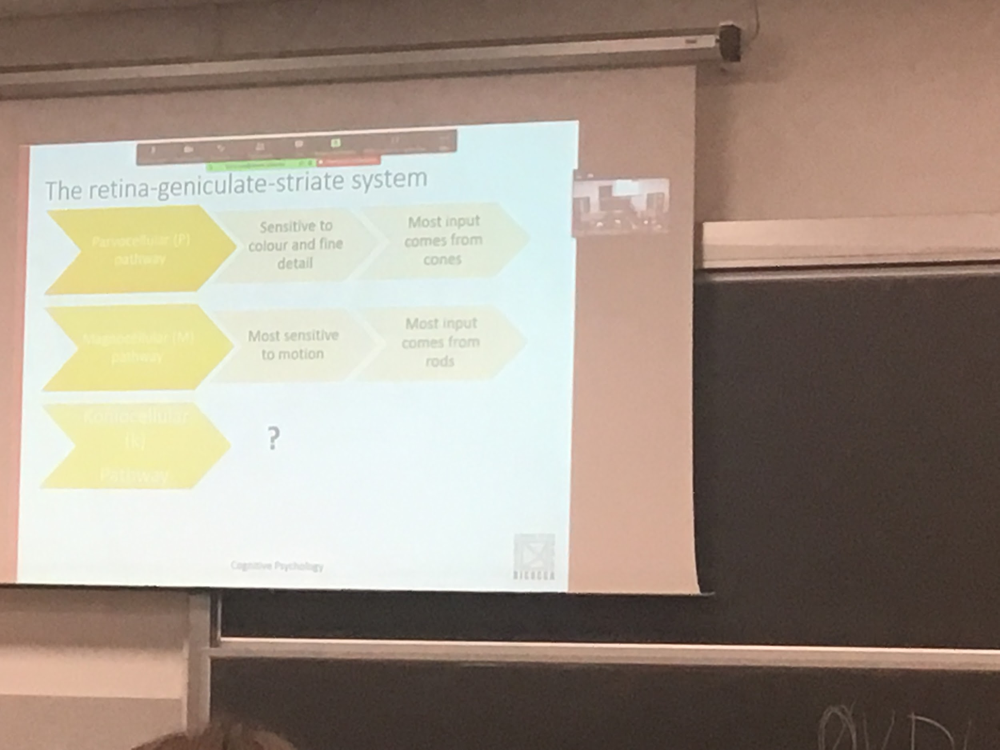 The retina-geniculate-striate system
Parvocellular (P)
pathway
Sensitive to
colour and fine
detail
Most input
comes from
cones
Magnocellular (M)
pathway
Most sensitive
to motion
Most input
comes from
rods
Koniocellular
(K)
Pathway
?
Cognitive Psychology
BICOCCA